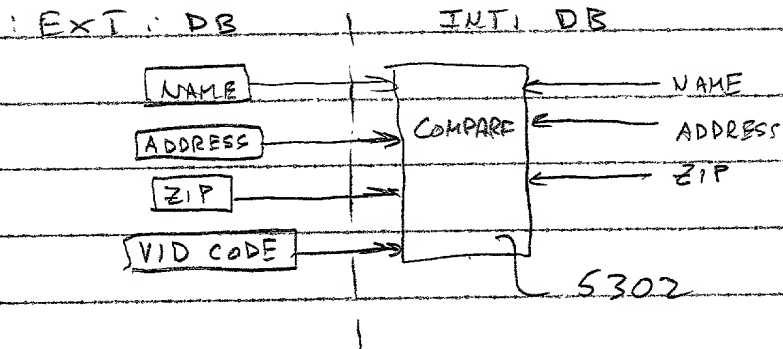 : EXT: DB INT: DB
NAME NAME
COMPARE
ADDRESS ADDRESS
ZIP ZIP
VID CODE
5302